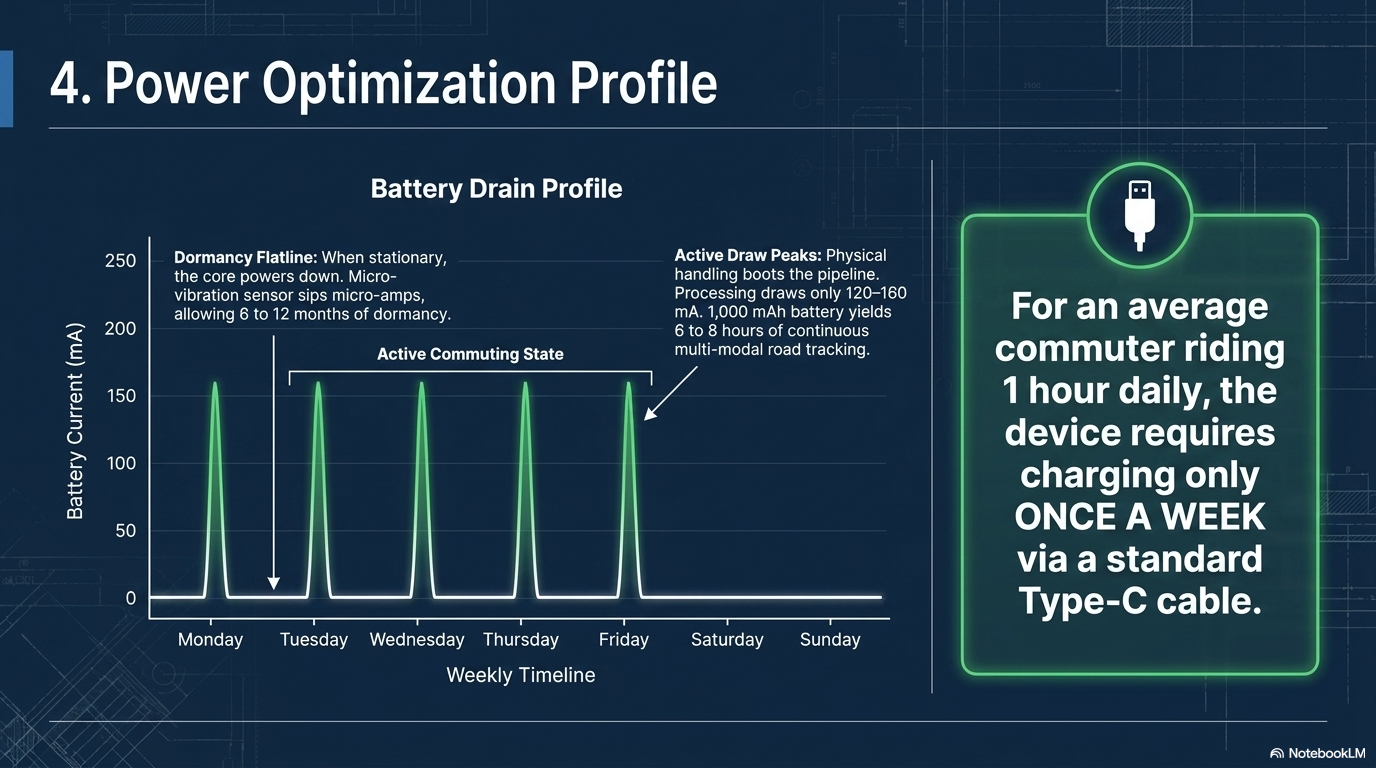 4. Power Optimization Profile
Battery Drain Profile
Battery Current (mA)
250
200
150
100
50
0
Dormancy Flatline: When stationary,
the core powers down. Micro-
vibration sensor sips micro-amps,
allowing 6 to 12 months of dormancy.
Active Commuting State
Active Draw Peaks: Physical
handling boots the pipeline.
Processing draws only 120–160
mA. 1,000 mAh battery yields
6 to 8 hours of continuous
multi-modal road tracking.
Monday Tuesday Wednesday Thursday Friday Saturday Sunday
Weekly Timeline
For an average
commuter riding
1 hour daily, the
device requires
charging only
ONCE A WEEK
via a standard
Type-C cable.
NotebookLM